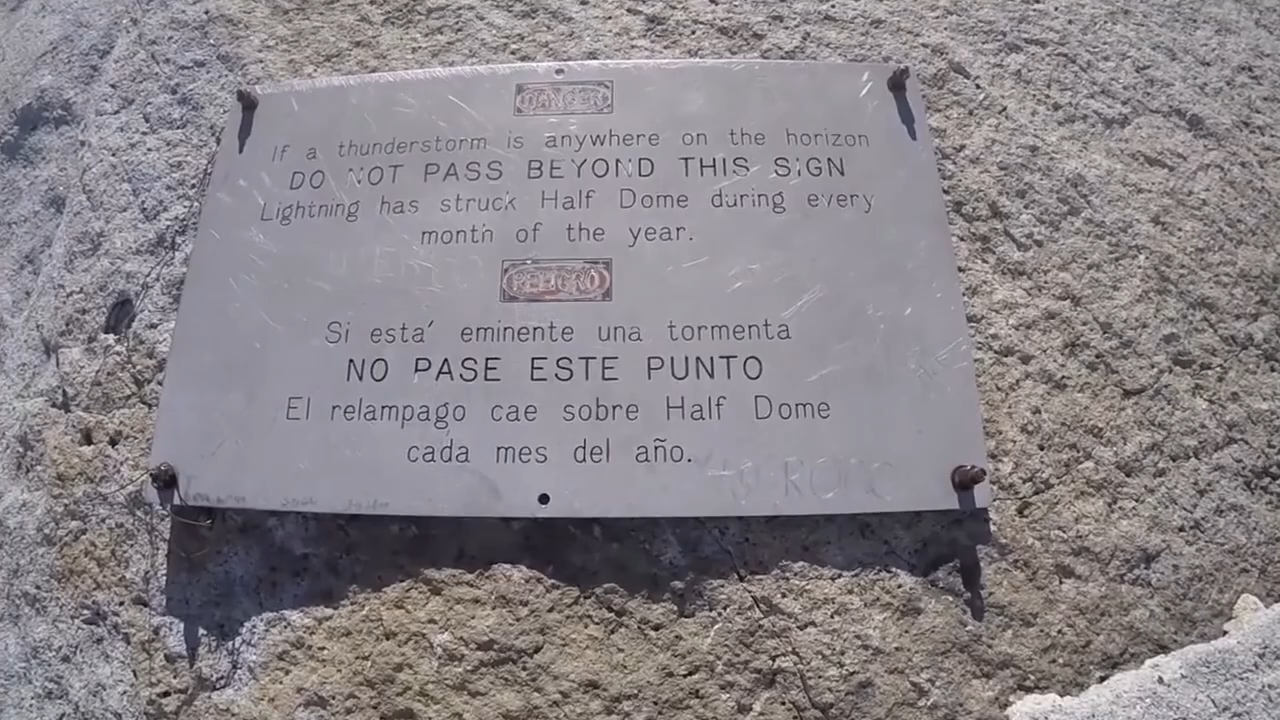 DANGER
If a thunderstorm is anywhere on the horizon
DO NOT PASS BEYOND THIS SIGN
Lightning has struck Half Dome during every
month of the year.
PELIGRO
Si está eminente una tormenta
NO PASE ESTE PUNTO
El relampago cae sobre Half Dome
cada mes del año.